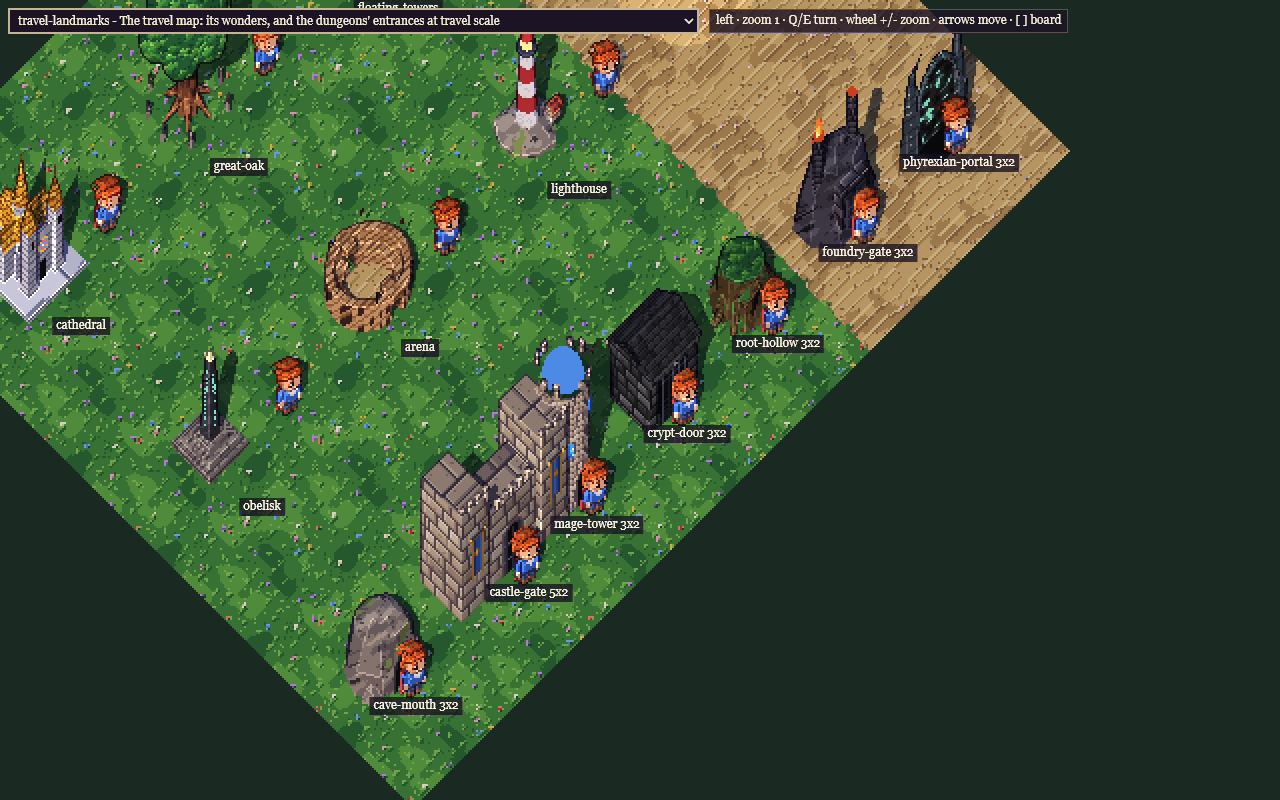 floating-towers
travel-landmarks - The travel map: its wonders, and the dungeons' entrances at travel scale
left · zoom 1 · Q/E turn · wheel +/- zoom · arrows move · [ ] board
great-oak
lighthouse
phyrexian-portal 3x2
foundry-gate 3x2
cathedral
arena
root-hollow 3x2
crypt-door 3x2
obelisk
mage-tower 3x2
castle-gate 5x2
cave-mouth 3x2